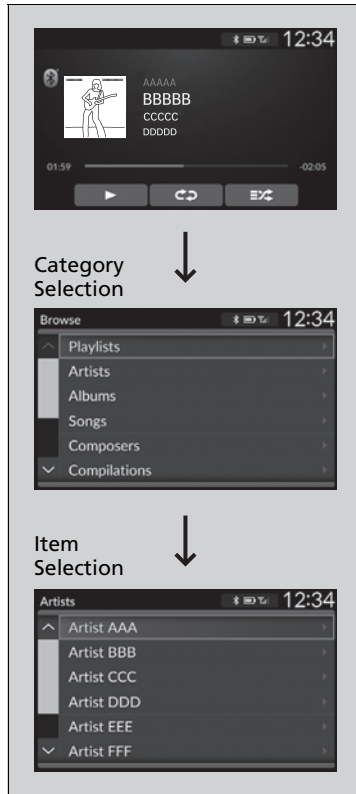 12:34
AAAAA
BBBBB
CCCCC
DDDDD
01:59 -02:05
Category
Selection
Browse 12:34
Playlists
Artists
Albums
Songs
Composers
Compilations
Item
Selection
Artists 12:34
Artist AAA
Artist BBB
Artist CCC
Artist DDD
Artist EEE
Artist FFF